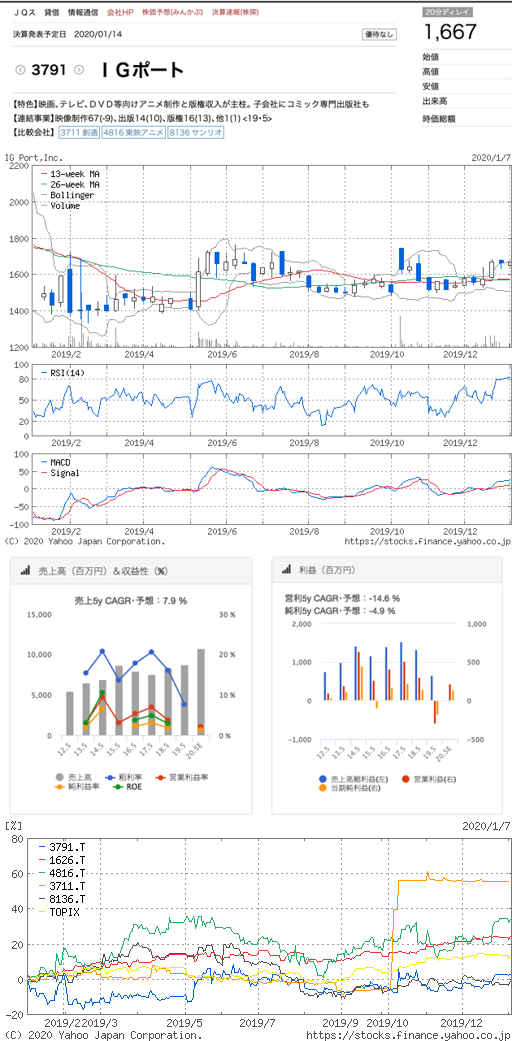 ＪＱス 貸借 情報通信 会社HP 株価予想(みんかぶ) 決算速報(株探)
20分ディレイ
決算発表予定日 2020/01/14
優待なし
1,667
3791
ＩＧポート
始値
高値
安値
出来高
時価総額
【特色】映画、テレビ、ＤＶＤ等向けアニメ制作と版権収入が主柱。子会社にコミック専門出版社も
【連結事業】映像制作67(-9)、出版14(10)、版権16(13)、他1(1) <19・5>
【比較会社】 3711 創通 4816 東映アニメ 8136 サンリオ
IG Port,Inc. 2020/1/7
2200
2000
1800
1600
1400
1200
13-week MA
26-week MA
Bollinger
Volume
2019/2 2019/4 2019/6 2019/8 2019/10 2019/12
100
80
50
20
0
RSI(14)
2019/2 2019/4 2019/6 2019/8 2019/10 2019/12
100
50
0
-50
-100
MACD
Signal
2019/2 2019/4 2019/6 2019/8 2019/10 2019/12
(C) 2020 Yahoo Japan Corporation. https://stocks.finance.yahoo.co.jp
売上高（百万円）＆収益性（%）
売上5y CAGR･予想：7.9 %
15,000
10,000
5,000
0
30 %
20 %
10 %
0 %
12.5 13.5 14.5 15.5 16.5 17.5 18.5 19.5 20.5E
売上高 粗利率 営業利益率
純利益率 ROE
利益（百万円）
営利5y CAGR･予想：-14.6 %
純利5y CAGR･予想：-4.9 %
2,000
1,000
0
-1,000
1,000
500
0
-500
12.5 13.5 14.5 15.5 16.5 17.5 18.5 19.5 20.5E
売上高総利益(左) 営業利益(右)
当期純利益(右)
[%] 2020/1/7
80
60
40
20
0
-20
3791.T
1626.T
4816.T
3711.T
8136.T
TOPIX
2019/2 2019/3 2019/5 2019/7 2019/9 2019/10 2019/12
(C) 2020 Yahoo Japan Corporation. https://stocks.finance.yahoo.co.jp